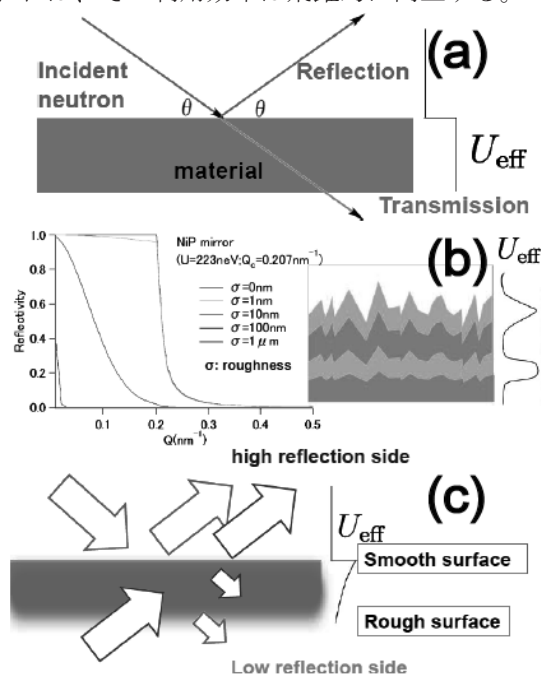 Incident
neutron
Reflection
(a)
θ
θ
U_eff
material
Transmission
1.0
0.8
0.6
0.4
0.2
0.0
Reflectivity
NiP mirror
(U=223neV;Q_c=0.207nm⁻¹)
σ=0nm
σ=1nm
σ=10nm
σ=100nm
σ=1μm
σ: roughness
0.1
0.2
0.3
0.4
0.5
Q(nm⁻¹)
(b)
U_eff
high reflection side
(c)
U_eff
Smooth surface
Rough surface
Low reflection side